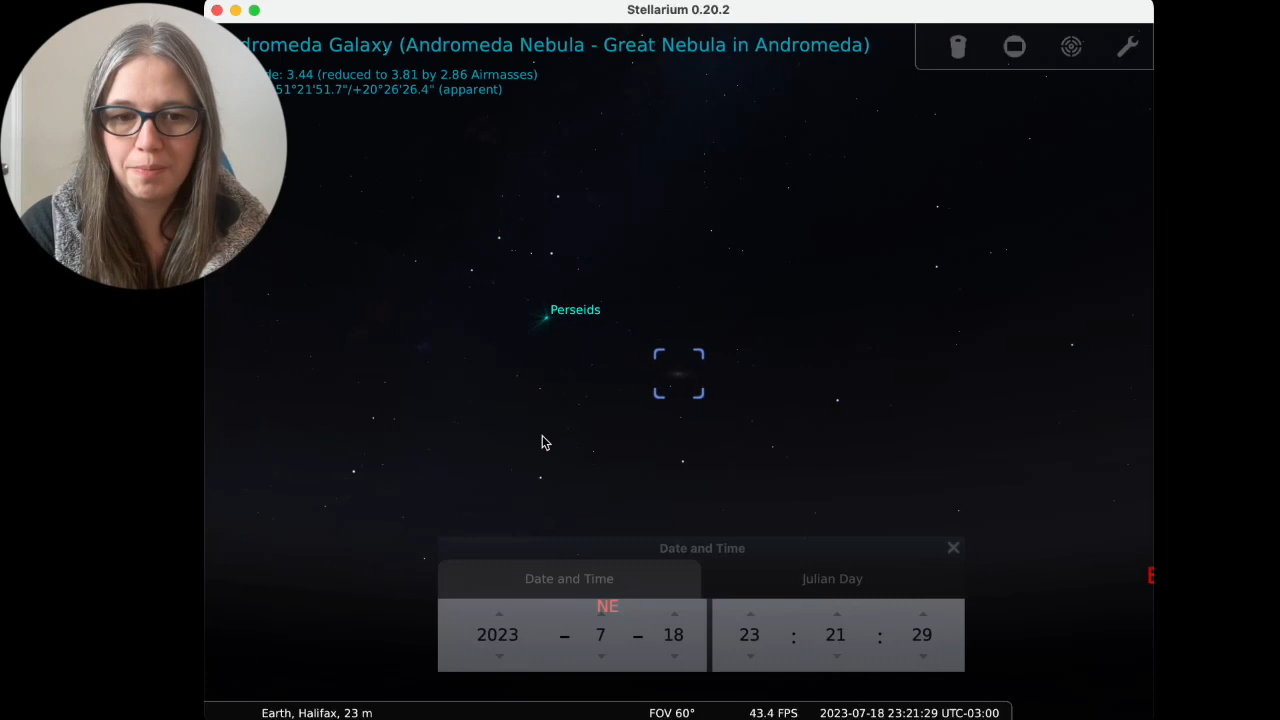 Stellarium 0.20.2
dromeda Galaxy (Andromeda Nebula - Great Nebula in Andromeda)
de: 3.44 (reduced to 3.81 by 2.86 Airmasses)
51°21'51.7"/+20°26'26.4" (apparent)
Perseids
Date and Time
Date and Time Julian Day
NE
2023 - 7 - 18 23 : 21 : 29
Earth, Halifax, 23 m FOV 60° 43.4 FPS 2023-07-18 23:21:29 UTC-03:00